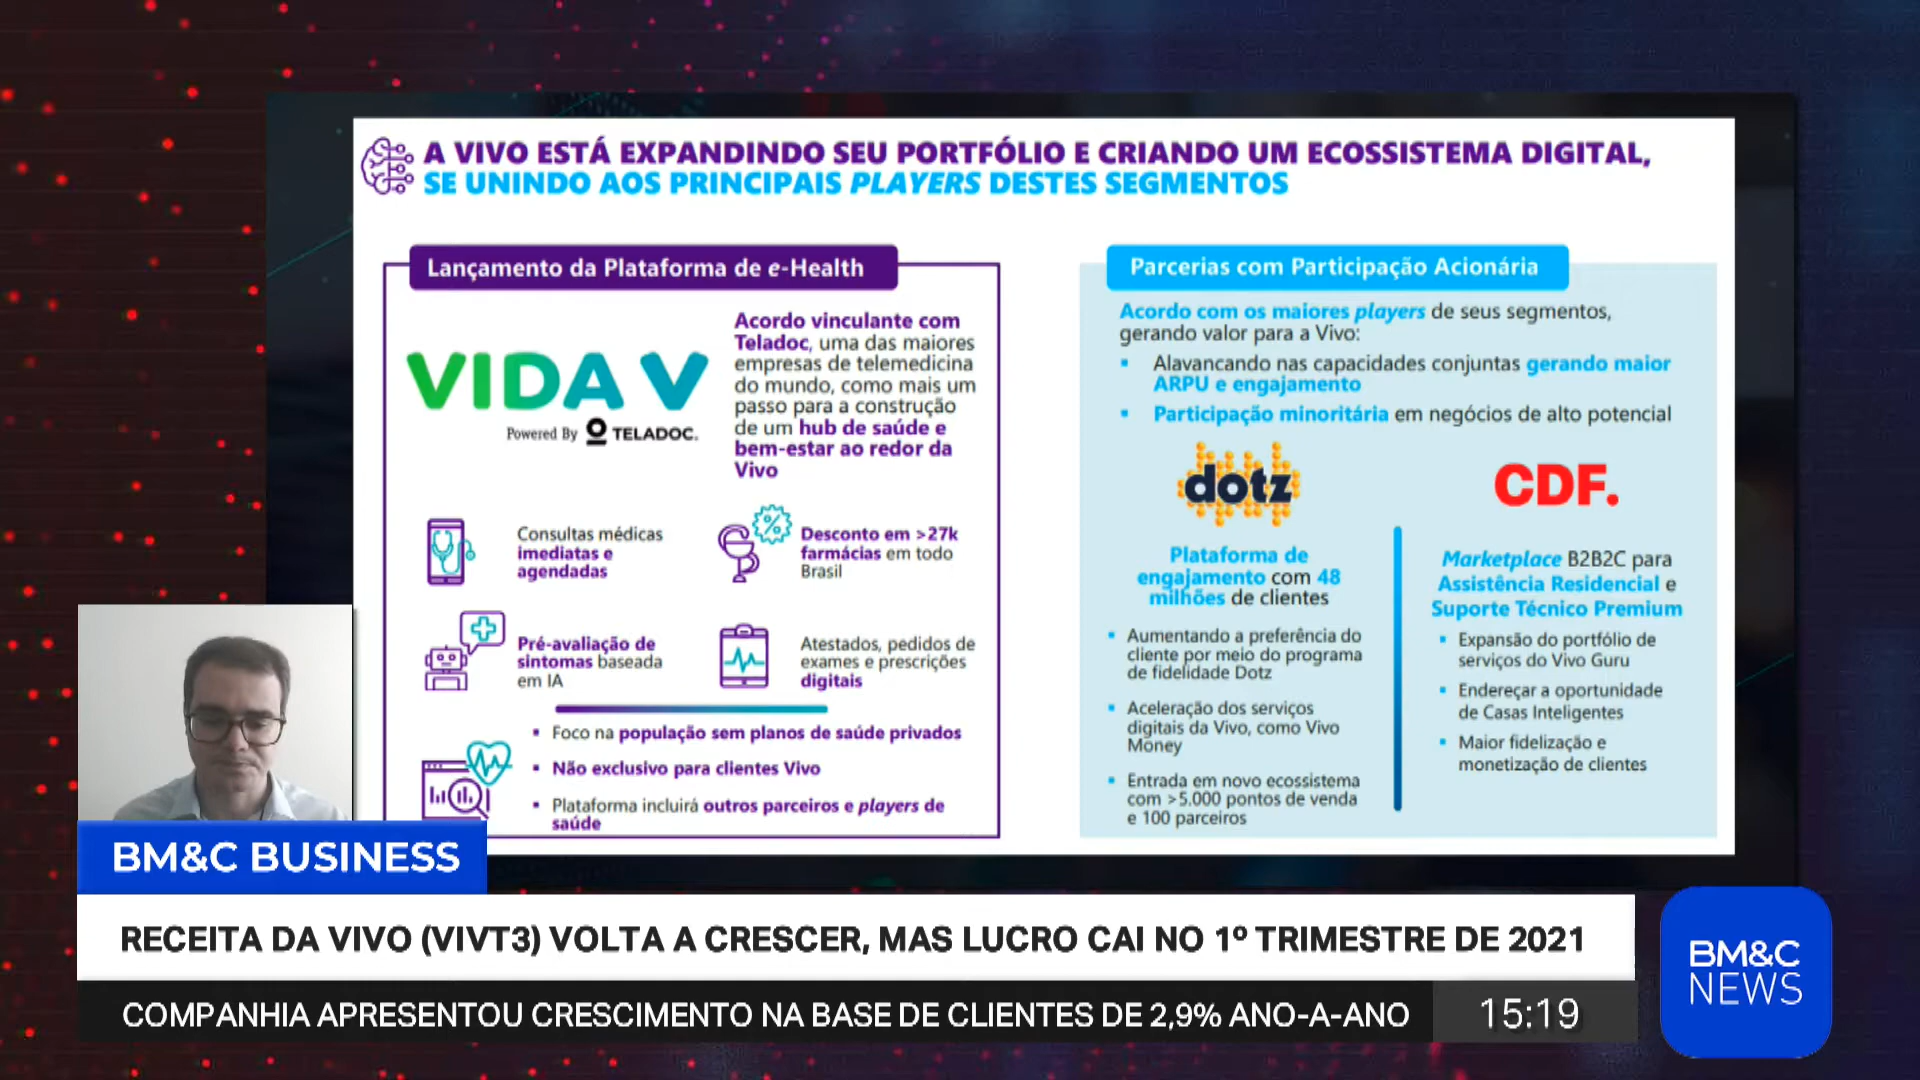 A VIVO ESTÁ EXPANDINDO SEU PORTFÓLIO E CRIANDO UM ECOSSISTEMA DIGITAL,
SE UNINDO AOS PRINCIPAIS PLAYERS DESTES SEGMENTOS
Lançamento da Plataforma de e-Health
VIDA V
Powered By TELADOC.
Acordo vinculante com
Teladoc, uma das maiores
empresas de telemedicina
do mundo, como mais um
passo para a construção
de um hub de saúde e
bem-estar ao redor da
Vivo
Consultas médicas
imediatas e
agendadas
Desconto em >27k
farmácias em todo
Brasil
Pré-avaliação de
sintomas baseada
em IA
Atestados, pedidos de
exames e prescrições
digitais
▪ Foco na população sem planos de saúde privados
▪ Não exclusivo para clientes Vivo
▪ Plataforma incluirá outros parceiros e players de
saúde
Parcerias com Participação Acionária
Acordo com os maiores players de seus segmentos,
gerando valor para a Vivo:
▪ Alavancando nas capacidades conjuntas gerando maior
ARPU e engajamento
▪ Participação minoritária em negócios de alto potencial
dotz
Plataforma de
engajamento com 48
milhões de clientes
▪ Aumentando a preferência do
cliente por meio do programa
de fidelidade Dotz
▪ Aceleração dos serviços
digitais da Vivo, como Vivo
Money
▪ Entrada em novo ecossistema
com >5.000 pontos de venda
e 100 parceiros
CDF.
Marketplace B2B2C para
Assistência Residencial e
Suporte Técnico Premium
▪ Expansão do portfólio de
serviços do Vivo Guru
▪ Endereçar a oportunidade
de Casas Inteligentes
▪ Maior fidelização e
monetização de clientes
BM&C BUSINESS
RECEITA DA VIVO (VIVT3) VOLTA A CRESCER, MAS LUCRO CAI NO 1º TRIMESTRE DE 2021
COMPANHIA APRESENTOU CRESCIMENTO NA BASE DE CLIENTES DE 2,9% ANO-A-ANO
15:19
BM&C
NEWS